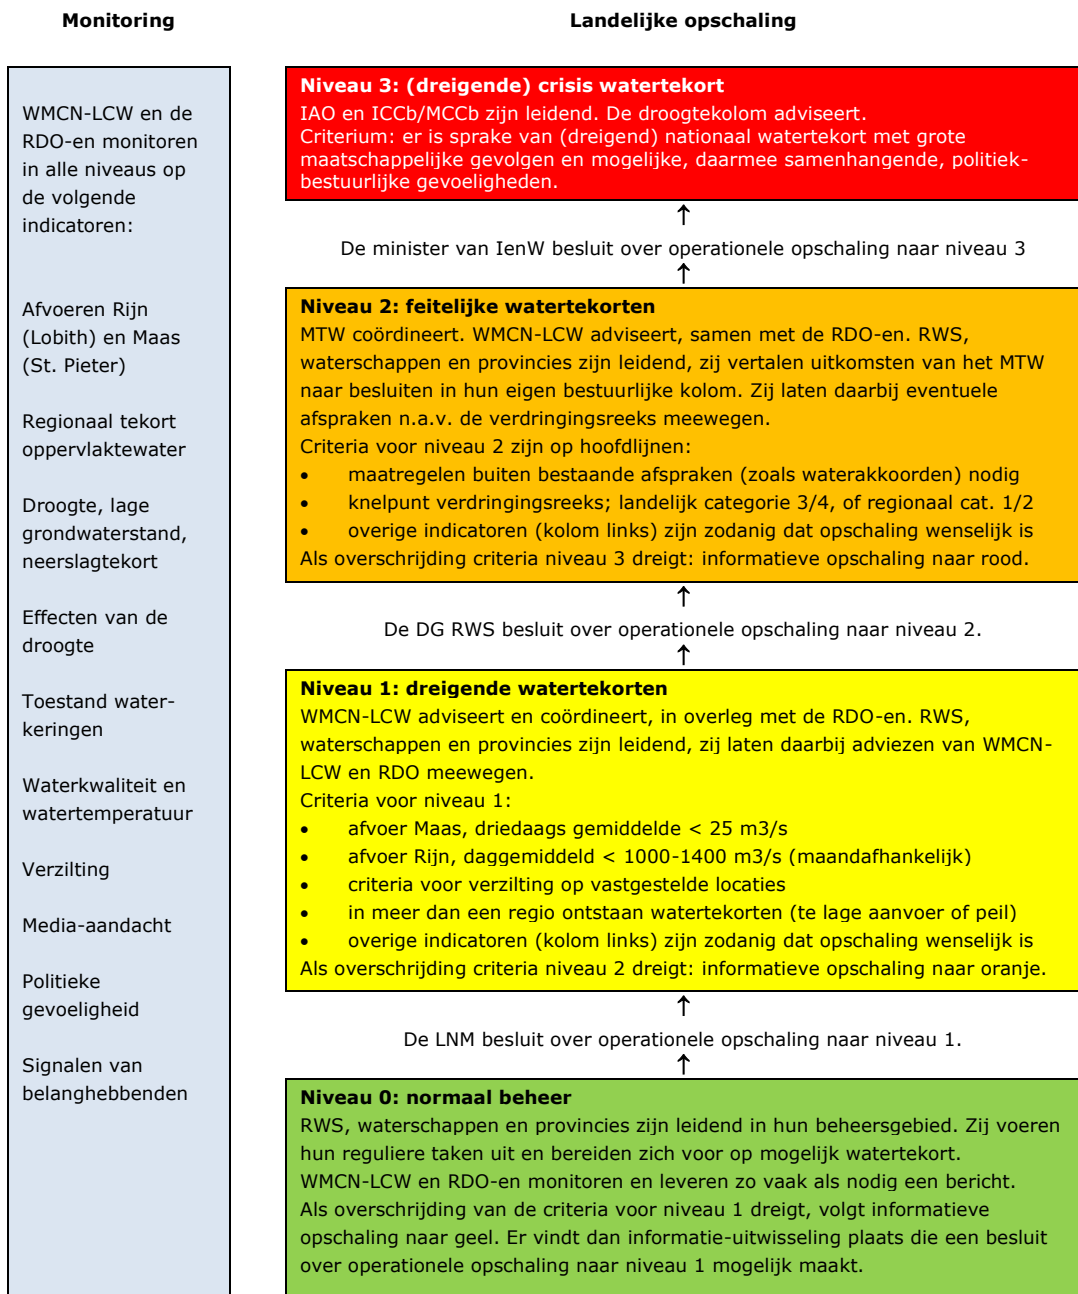 Monitoring
WMCN-LCW en de
RDO-en monitoren
in alle niveaus op
de volgende
indicatoren:
Afvoeren Rijn
(Lobith) en Maas
(St. Pieter)
Regionaal tekort
oppervlaktewater
Droogte, lage
grondwaterstand,
neerslagtekort
Effecten van de
droogte
Toestand water-
keringen
Waterkwaliteit en
watertemperatuur
Verzilting
Media-aandacht
Politieke
gevoeligheid
Signalen van
belanghebbenden
Landelijke opschaling
Niveau 3: (dreigende) crisis watertekort
IAO en ICCb/MCCb zijn leidend. De droogtekolom adviseert.
Criterium: er is sprake van (dreigend) nationaal watertekort met grote
maatschappelijke gevolgen en mogelijke, daarmee samenhangende, politiek-
bestuurlijke gevoeligheden.
↑
De minister van IenW besluit over operationele opschaling naar niveau 3
↑
Niveau 2: feitelijke watertekorten
MTW coördineert. WMCN-LCW adviseert, samen met de RDO-en. RWS,
waterschappen en provincies zijn leidend, zij vertalen uitkomsten van het MTW
naar besluiten in hun eigen bestuurlijke kolom. Zij laten daarbij eventuele
afspraken n.a.v. de verdringingsreeks meewegen.
Criteria voor niveau 2 zijn op hoofdlijnen:
• maatregelen buiten bestaande afspraken (zoals waterakkoorden) nodig
• knelpunt verdringingsreeks; landelijk categorie 3/4, of regionaal cat. 1/2
• overige indicatoren (kolom links) zijn zodanig dat opschaling wenselijk is
Als overschrijding criteria niveau 3 dreigt: informatieve opschaling naar rood.
↑
De DG RWS besluit over operationele opschaling naar niveau 2.
↑
Niveau 1: dreigende watertekorten
WMCN-LCW adviseert en coördineert, in overleg met de RDO-en. RWS,
waterschappen en provincies zijn leidend, zij laten daarbij adviezen van WMCN-
LCW en RDO meewegen.
Criteria voor niveau 1:
• afvoer Maas, driedaags gemiddelde < 25 m3/s
• afvoer Rijn, daggemiddeld < 1000-1400 m3/s (maandafhankelijk)
• criteria voor verzilting op vastgestelde locaties
• in meer dan een regio ontstaan watertekorten (te lage aanvoer of peil)
• overige indicatoren (kolom links) zijn zodanig dat opschaling wenselijk is
Als overschrijding criteria niveau 2 dreigt: informatieve opschaling naar oranje.
↑
De LNM besluit over operationele opschaling naar niveau 1.
↑
Niveau 0: normaal beheer
RWS, waterschappen en provincies zijn leidend in hun beheersgebied. Zij voeren
hun reguliere taken uit en bereiden zich voor op mogelijk watertekort.
WMCN-LCW en RDO-en monitoren en leveren zo vaak als nodig een bericht.
Als overschrijding van de criteria voor niveau 1 dreigt, volgt informatieve
opschaling naar geel. Er vindt dan informatie-uitwisseling plaats die een besluit
over operationele opschaling naar niveau 1 mogelijk maakt.